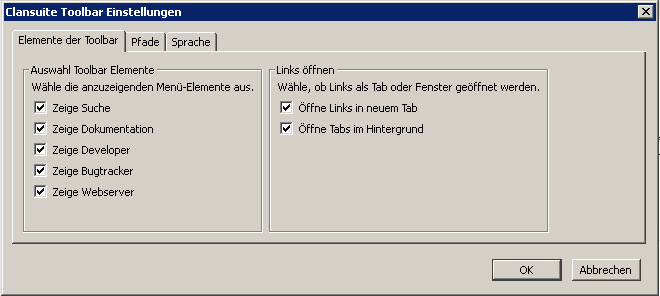 Clansuite Toolbar Einstellungen
Elemente der Toolbar
Pfade
Sprache
Auswahl Toolbar Elemente
Wähle die anzuzeigenden Menü-Elemente aus.
Zeige Suche
Zeige Dokumentation
Zeige Developer
Zeige Bugtracker
Zeige Webserver
Links öffnen
Wähle, ob Links als Tab oder Fenster geöffnet werden.
Öffne Links in neuem Tab
Öffne Tabs im Hintergrund
OK
Abbrechen